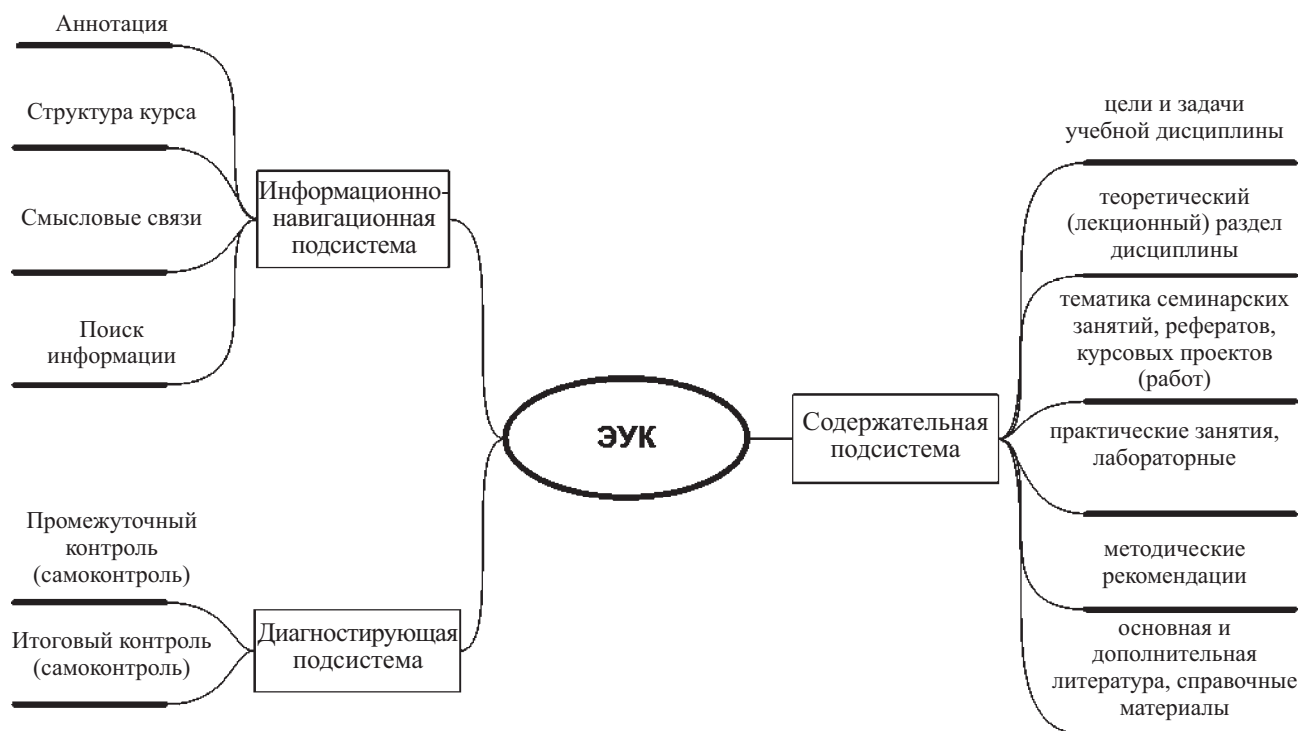 Аннотация
Структура курса
Смысловые связи
Поиск
информации
Информационно-
навигационная
подсистема
Промежуточный
контроль
(самоконтроль)
Итоговый контроль
(самоконтроль)
Диагностирующая
подсистема
ЭУК
Содержательная
подсистема
цели и задачи
учебной дисциплины
теоретический
(лекционный) раздел
дисциплины
тематика семинарских
занятий, рефератов,
курсовых проектов
(работ)
практические занятия,
лабораторные
методические
рекомендации
основная и
дополнительная
литература, справочные
материалы